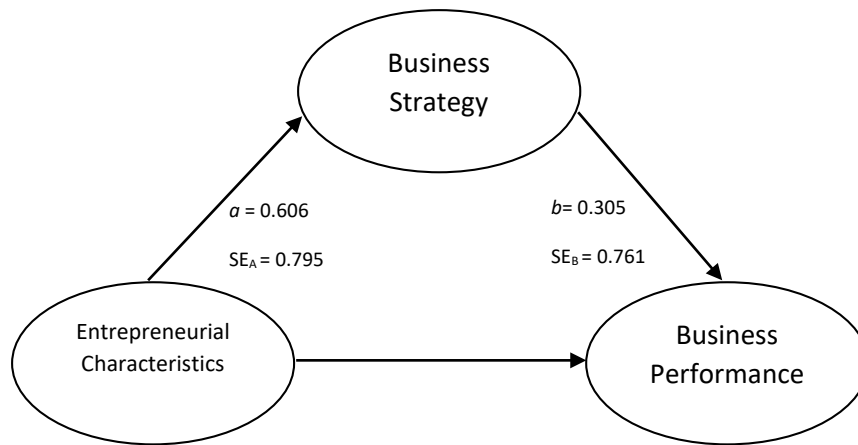 Business
Strategy
a = 0.606
b= 0.305
SEA = 0.795
SEB = 0.761
Entrepreneurial
Characteristics
Business
Performance